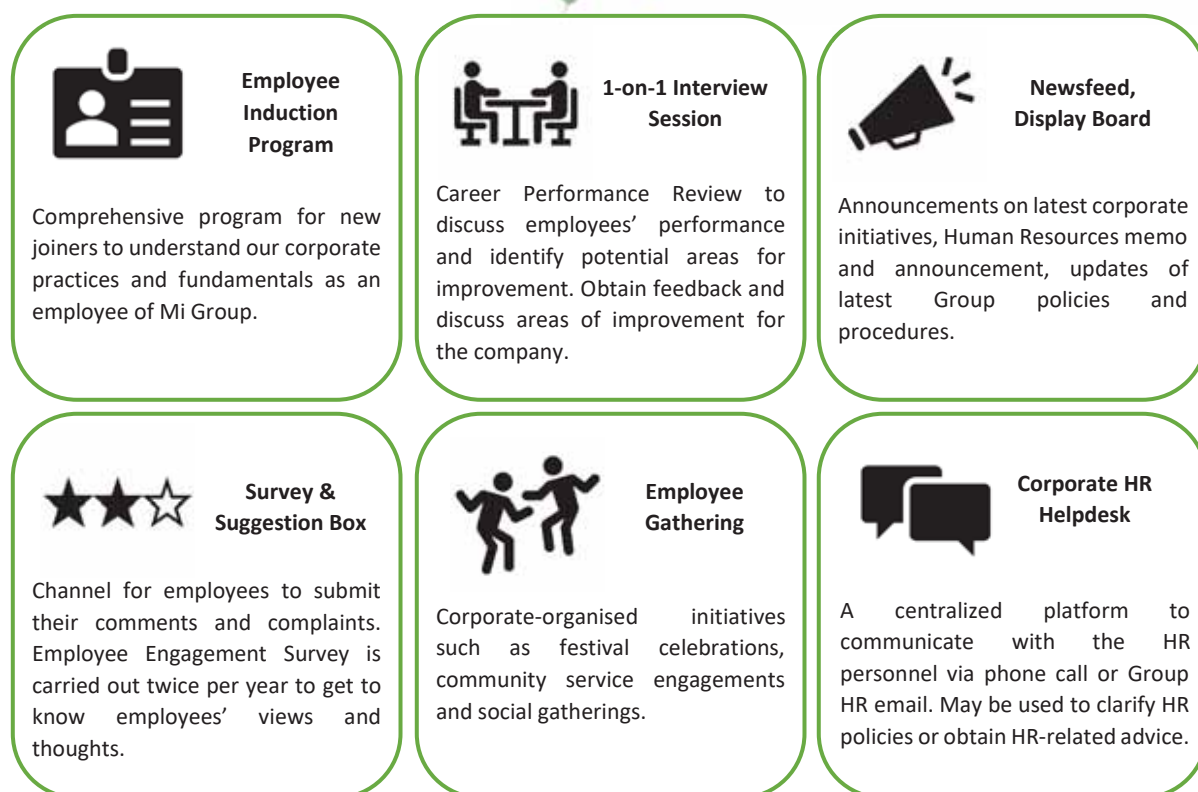 Employee
Induction
Program
Comprehensive program for new
joiners to understand our corporate
practices and fundamentals as an
employee of Mi Group.
1-on-1 Interview
Session
Career Performance Review to
discuss employees’ performance
and identify potential areas for
improvement. Obtain feedback and
discuss areas of improvement for
the company.
Newsfeed,
Display Board
Announcements on latest corporate
initiatives, Human Resources memo
and announcement, updates of
latest Group policies and
procedures.
Survey &
Suggestion Box
Channel for employees to submit
their comments and complaints.
Employee Engagement Survey is
carried out twice per year to get to
know employees’ views and
thoughts.
Employee
Gathering
Corporate-organised initiatives
such as festival celebrations,
community service engagements
and social gatherings.
Corporate HR
Helpdesk
A centralized platform to
communicate with the HR
personnel via phone call or Group
HR email. May be used to clarify HR
policies or obtain HR-related advice.